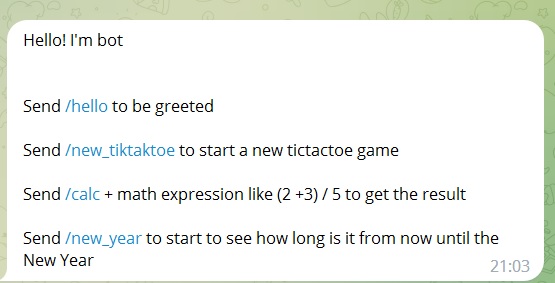 Hello! I'm bot
Send /hello to be greeted
Send /new_tiktaktoe to start a new tictactoe game
Send /calc + math expression like (2 +3) / 5 to get the result
Send /new_year to start to see how long is it from now until the
New Year
21:03